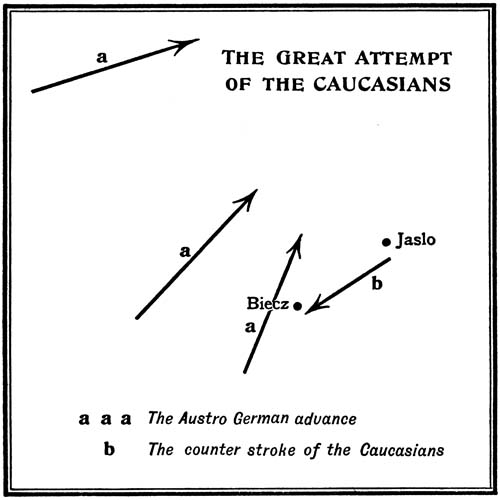 THE GREAT ATTEMPT
OF THE CAUCASIANS
a
a
Jaslo
b
Biecz
a
a a a The Austro German advance
b The counter stroke of the Caucasians